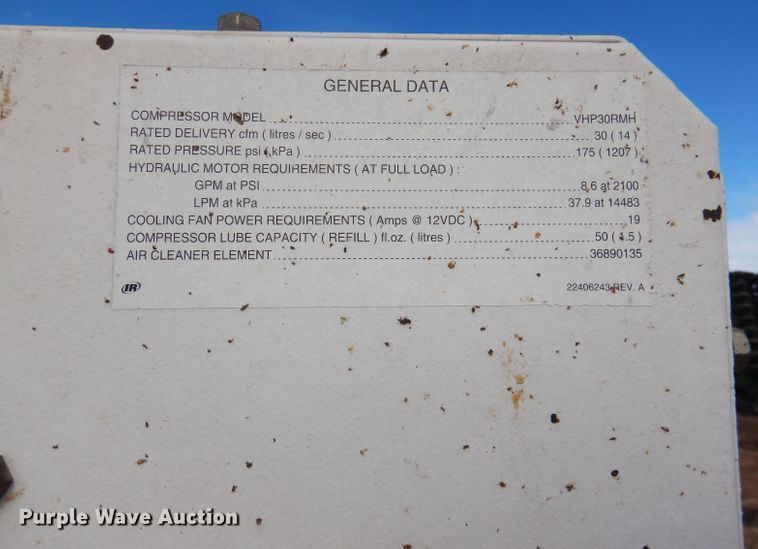 GENERAL DATA
COMPRESSOR MODEL VHP30RMH
RATED DELIVERY cfm ( litres / sec ) 30 ( 14 )
RATED PRESSURE psi ( kPa ) 175 ( 1207 )
HYDRAULIC MOTOR REQUIREMENTS ( AT FULL LOAD ) :
GPM at PSI 8.6 at 2100
LPM at kPa 37.9 at 14483
COOLING FAN POWER REQUIREMENTS ( Amps @ 12VDC ) 19
COMPRESSOR LUBE CAPACITY ( REFILL ) fl.oz. ( litres ) 50 ( 1.5 )
AIR CLEANER ELEMENT 36890135
IR 22406243 REV. A
Purple Wave Auction